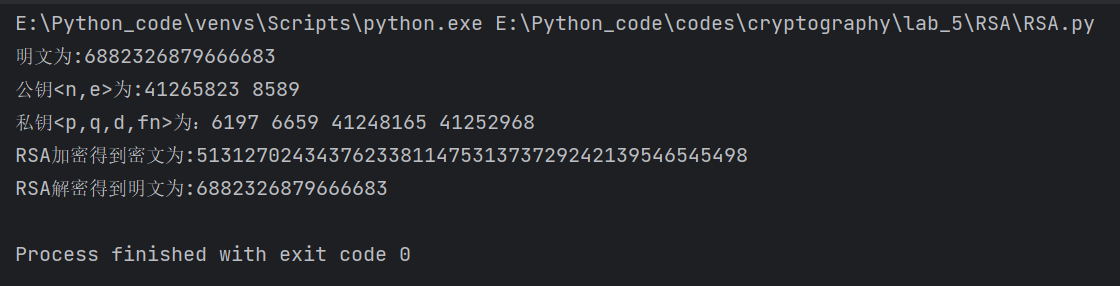 E:\Python_code\venvs\Scripts\python.exe E:\Python_code\codes\cryptography\lab_5\RSA\RSA.py
明文为:6882326879666683
公钥<n,e>为:41265823 8589
私钥<p,q,d,fn>为: 6197 6659 41248165 41252968
RSA加密得到密文为:513127024343762338114753137372924213954654549​8
RSA解密得到明文为:6882326879666683
Process finished with exit code 0